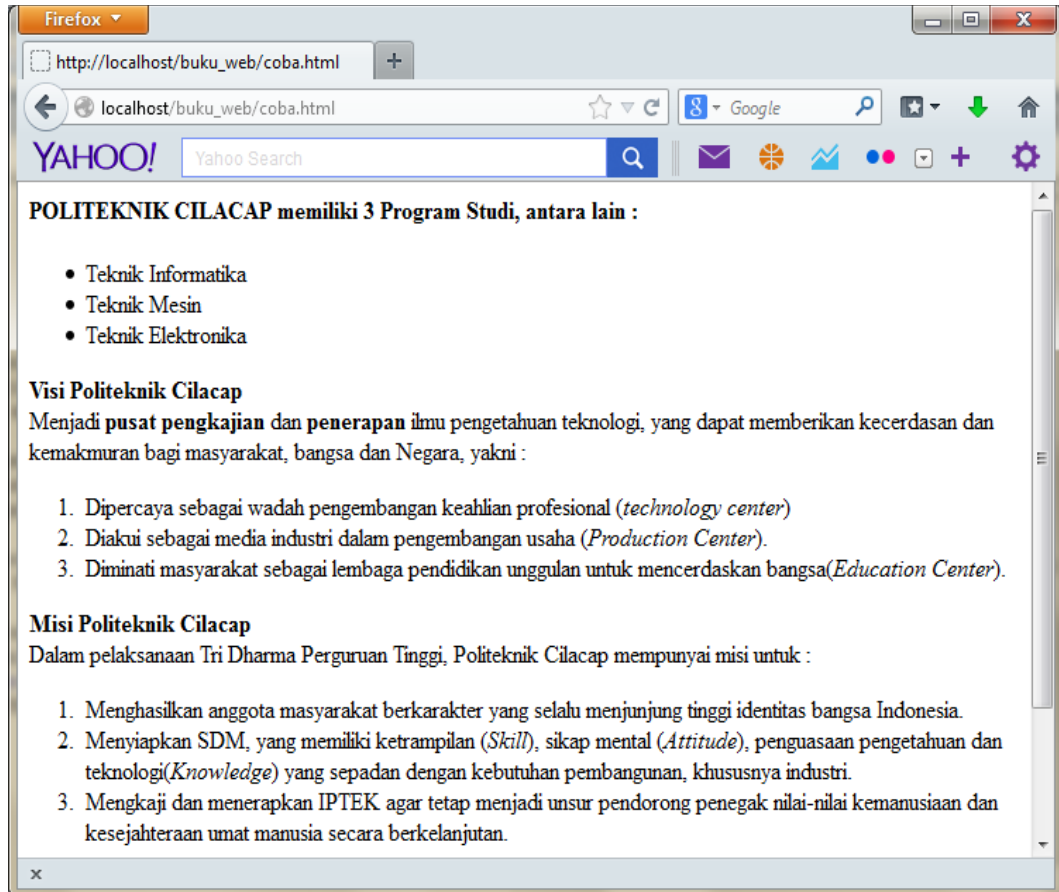 Firefox
http://localhost/buku_web/coba.html
localhost/buku_web/coba.html
8 Google
YAHOO! Yahoo Search
POLITEKNIK CILACAP memiliki 3 Program Studi, antara lain :
• Teknik Informatika
• Teknik Mesin
• Teknik Elektronika
Visi Politeknik Cilacap
Menjadi pusat pengkajian dan penerapan ilmu pengetahuan teknologi, yang dapat memberikan kecerdasan dan
kemakmuran bagi masyarakat, bangsa dan Negara, yakni :
1. Dipercaya sebagai wadah pengembangan keahlian profesional (technology center)
2. Diakui sebagai media industri dalam pengembangan usaha (Production Center).
3. Diminati masyarakat sebagai lembaga pendidikan unggulan untuk mencerdaskan bangsa(Education Center).
Misi Politeknik Cilacap
Dalam pelaksanaan Tri Dharma Perguruan Tinggi, Politeknik Cilacap mempunyai misi untuk :
1. Menghasilkan anggota masyarakat berkarakter yang selalu menjunjung tinggi identitas bangsa Indonesia.
2. Menyiapkan SDM, yang memiliki ketrampilan (Skill), sikap mental (Attitude), penguasaan pengetahuan dan
teknologi(Knowledge) yang sepadan dengan kebutuhan pembangunan, khususnya industri.
3. Mengkaji dan menerapkan IPTEK agar tetap menjadi unsur pendorong penegak nilai-nilai kemanusiaan dan
kesejahteraan umat manusia secara berkelanjutan.
x